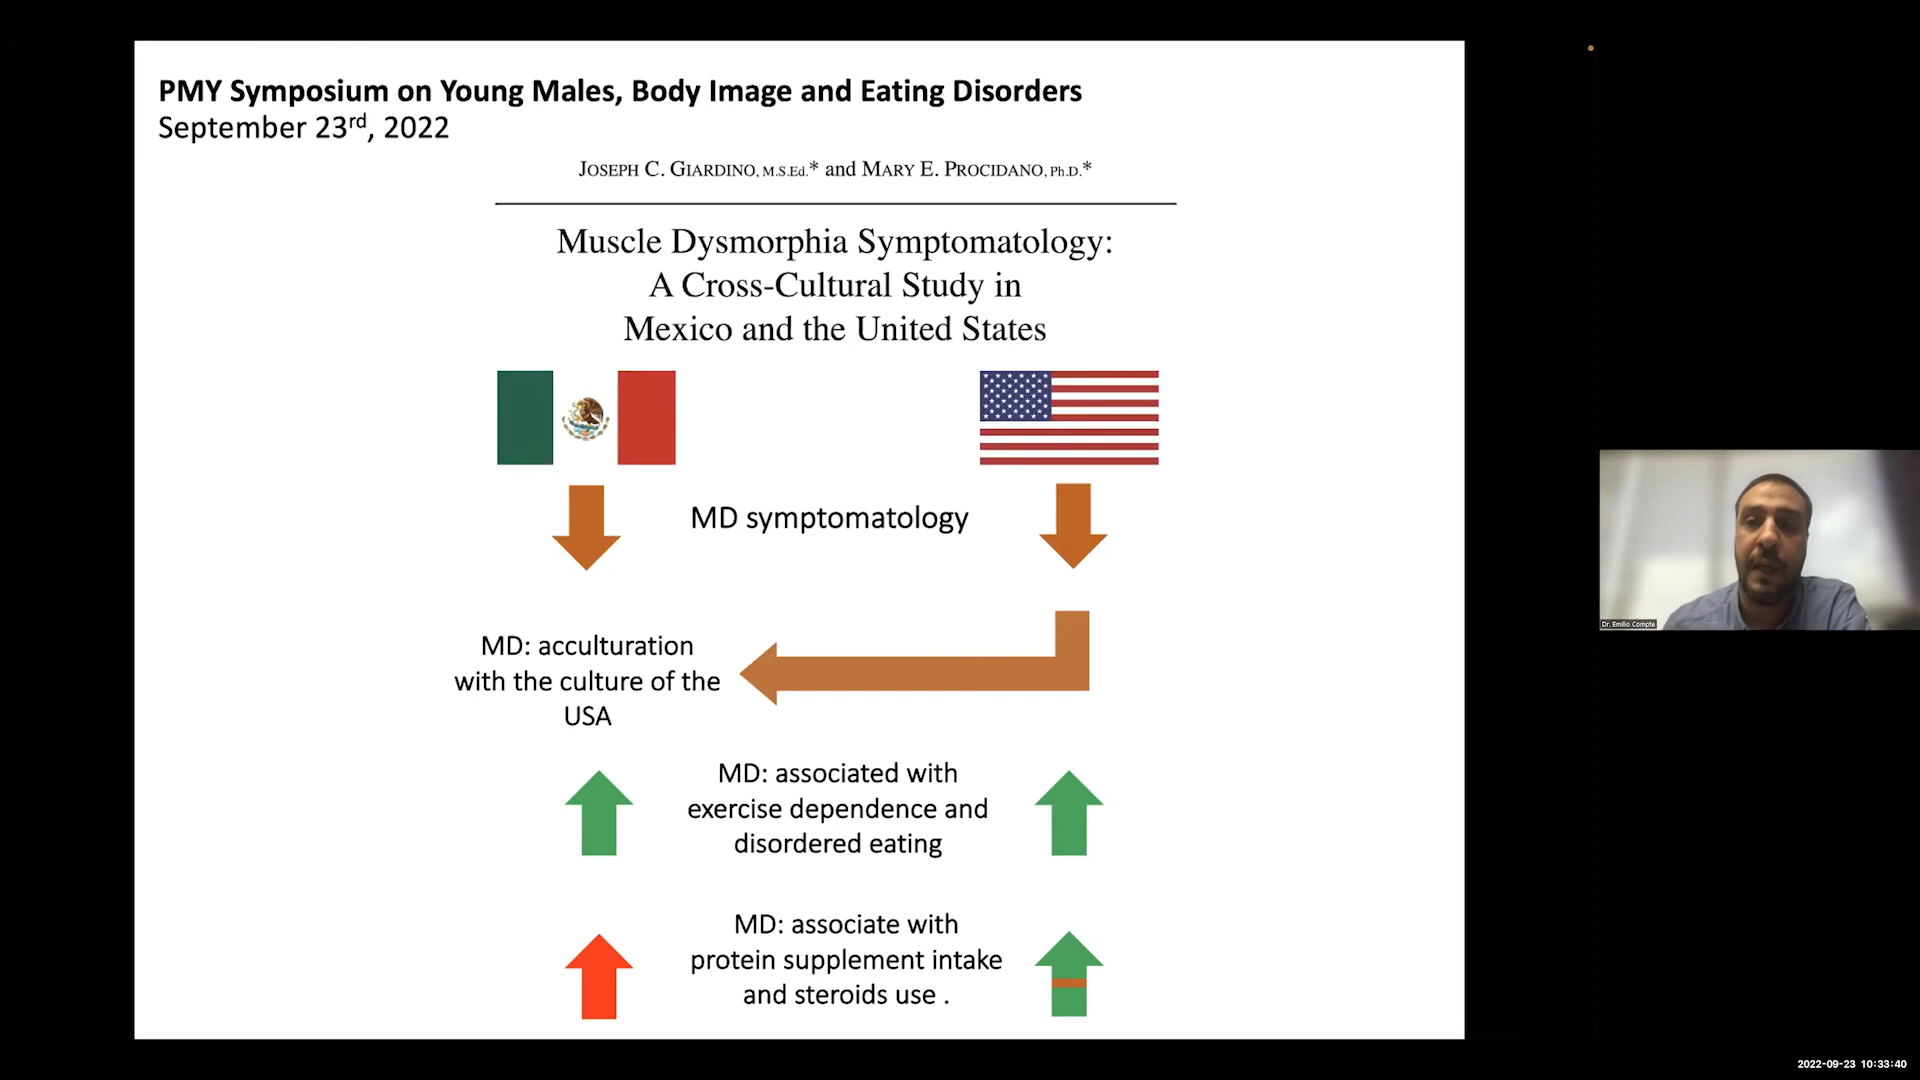 PMY Symposium on Young Males, Body Image and Eating Disorders
September 23rd, 2022
JOSEPH C. GIARDINO, M.S.Ed.* and MARY E. PROCIDANO, Ph.D.*
Muscle Dysmorphia Symptomatology:
A Cross-Cultural Study in
Mexico and the United States
MD symptomatology
MD: acculturation
with the culture of the
USA
MD: associated with
exercise dependence and
disordered eating
MD: associate with
protein supplement intake
and steroids use .
Dr. Emilio Compte
2022-09-23 10:33:40